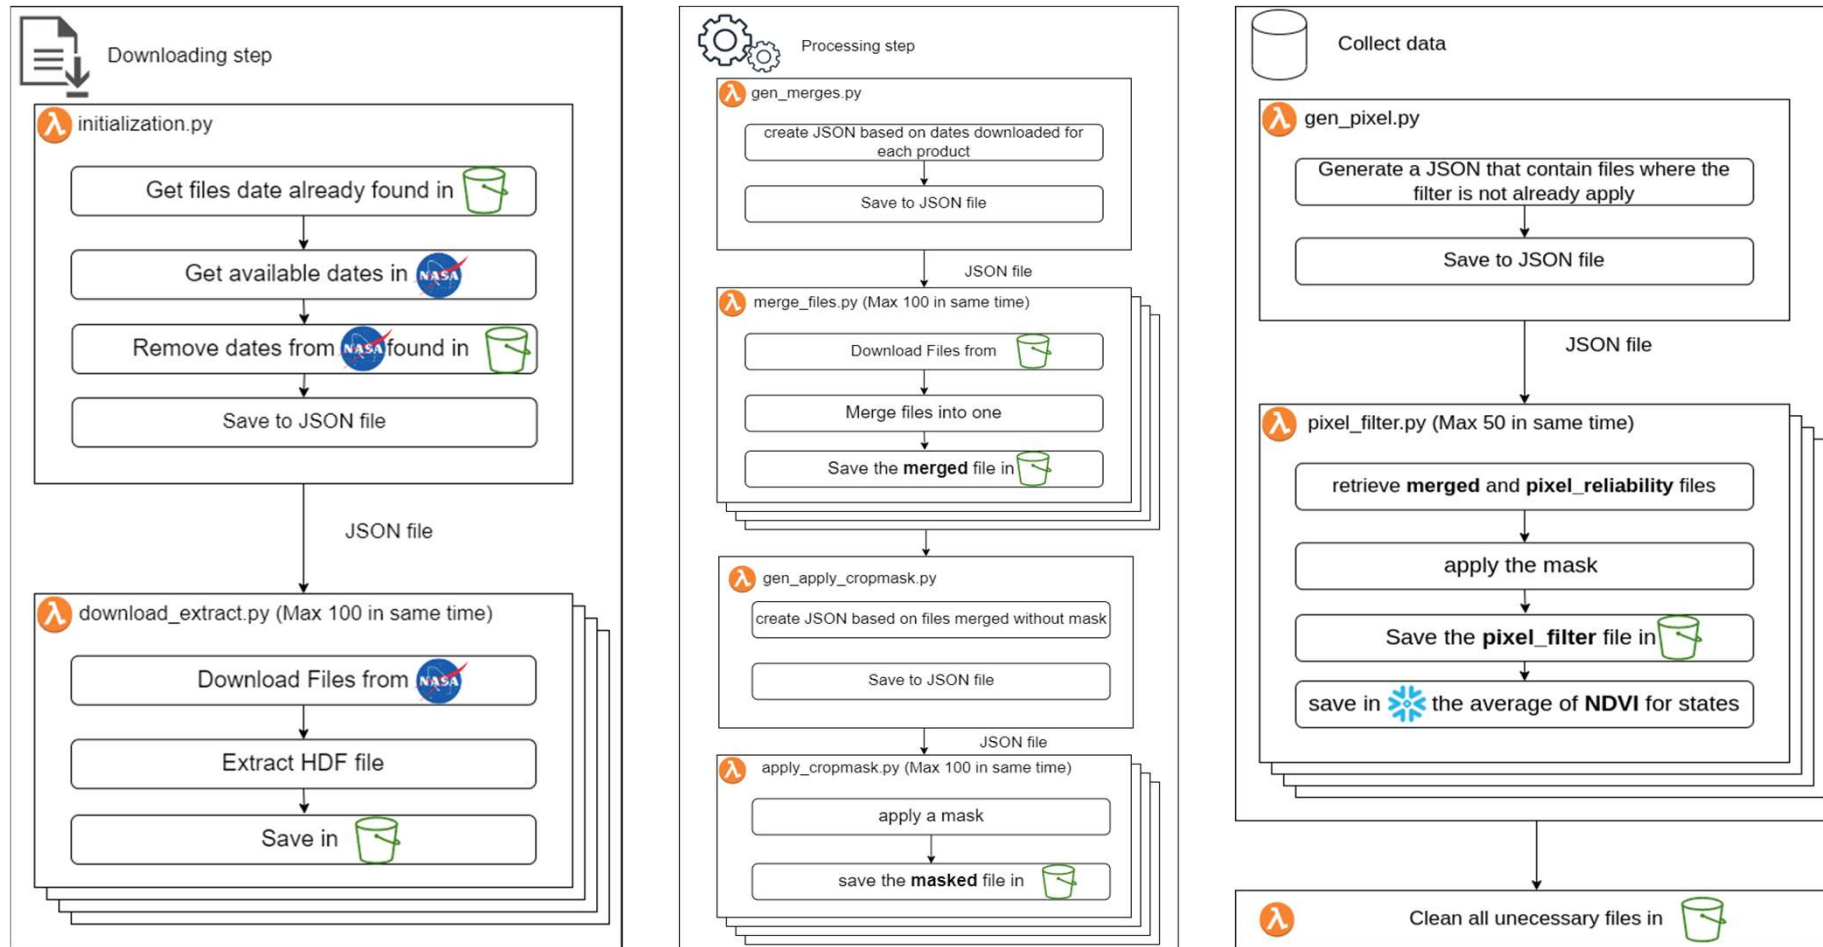 Downloading step
initialization.py
Get files date already found in
Get available dates in NASA
Remove dates from NASA found in
Save to JSON file
JSON file
download_extract.py (Max 100 in same time)
Download Files from NASA
Extract HDF file
Save in
Processing step
gen_merges.py
create JSON based on dates downloaded for
each product
Save to JSON file
JSON file
merge_files.py (Max 100 in same time)
Download Files from
Merge files into one
Save the merged file in
gen_apply_cropmask.py
create JSON based on files merged without mask
Save to JSON file
JSON file
apply_cropmask.py (Max 100 in same time)
apply a mask
save the masked file in
Collect data
gen_pixel.py
Generate a JSON that contain files where the
filter is not already apply
Save to JSON file
JSON file
pixel_filter.py (Max 50 in same time)
retrieve merged and pixel_reliability files
apply the mask
Save the pixel_filter file in
save in the average of NDVI for states
Clean all unecessary files in